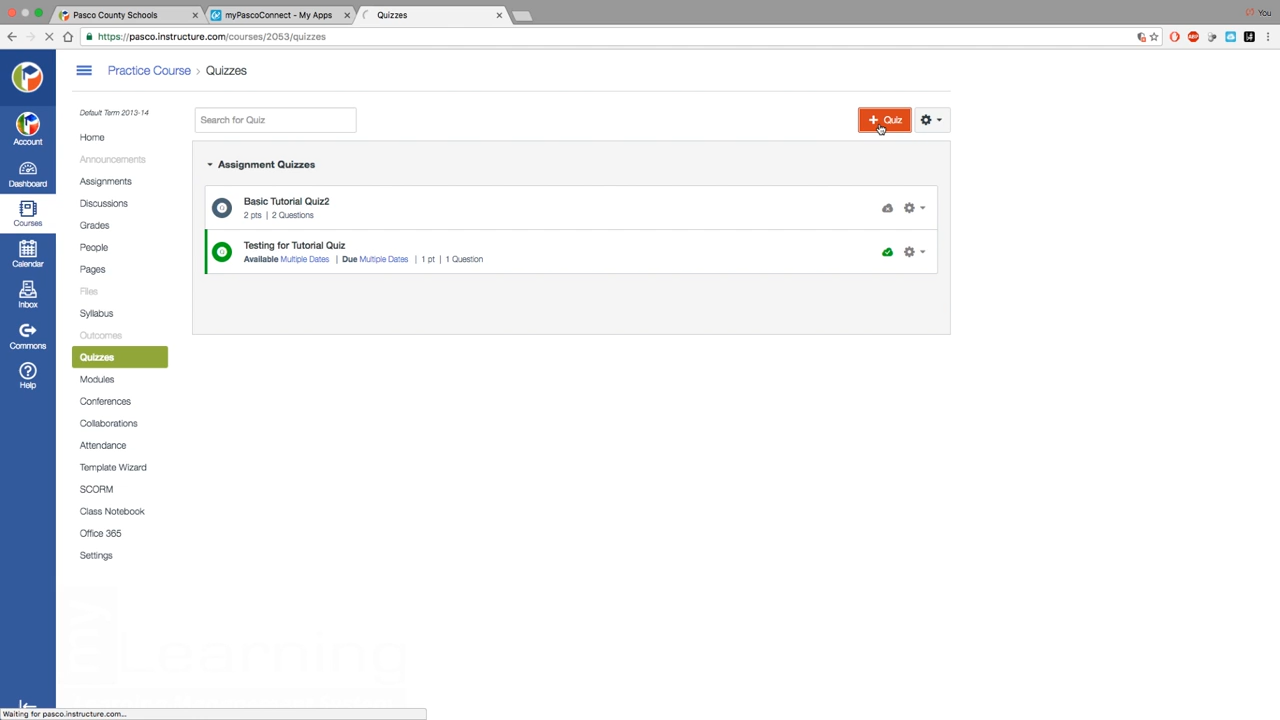 Pasco County Schools
myPascoConnect - My Apps
Quizzes
You
https://pasco.instructure.com/courses/2053/quizzes
Practice Course > Quizzes
Default Term 2013-14
Search for Quiz
+ Quiz
Account
Dashboard
Courses
Calendar
Inbox
Commons
Help
Home
Announcements
Assignments
Discussions
Grades
People
Pages
Files
Syllabus
Outcomes
Quizzes
Modules
Conferences
Collaborations
Attendance
Template Wizard
SCORM
Class Notebook
Office 365
Settings
Assignment Quizzes
Basic Tutorial Quiz2
2 pts | 2 Questions
Testing for Tutorial Quiz
Available Multiple Dates | Due Multiple Dates | 1 pt | 1 Question
my
Learning
Waiting for pasco.instructure.com...